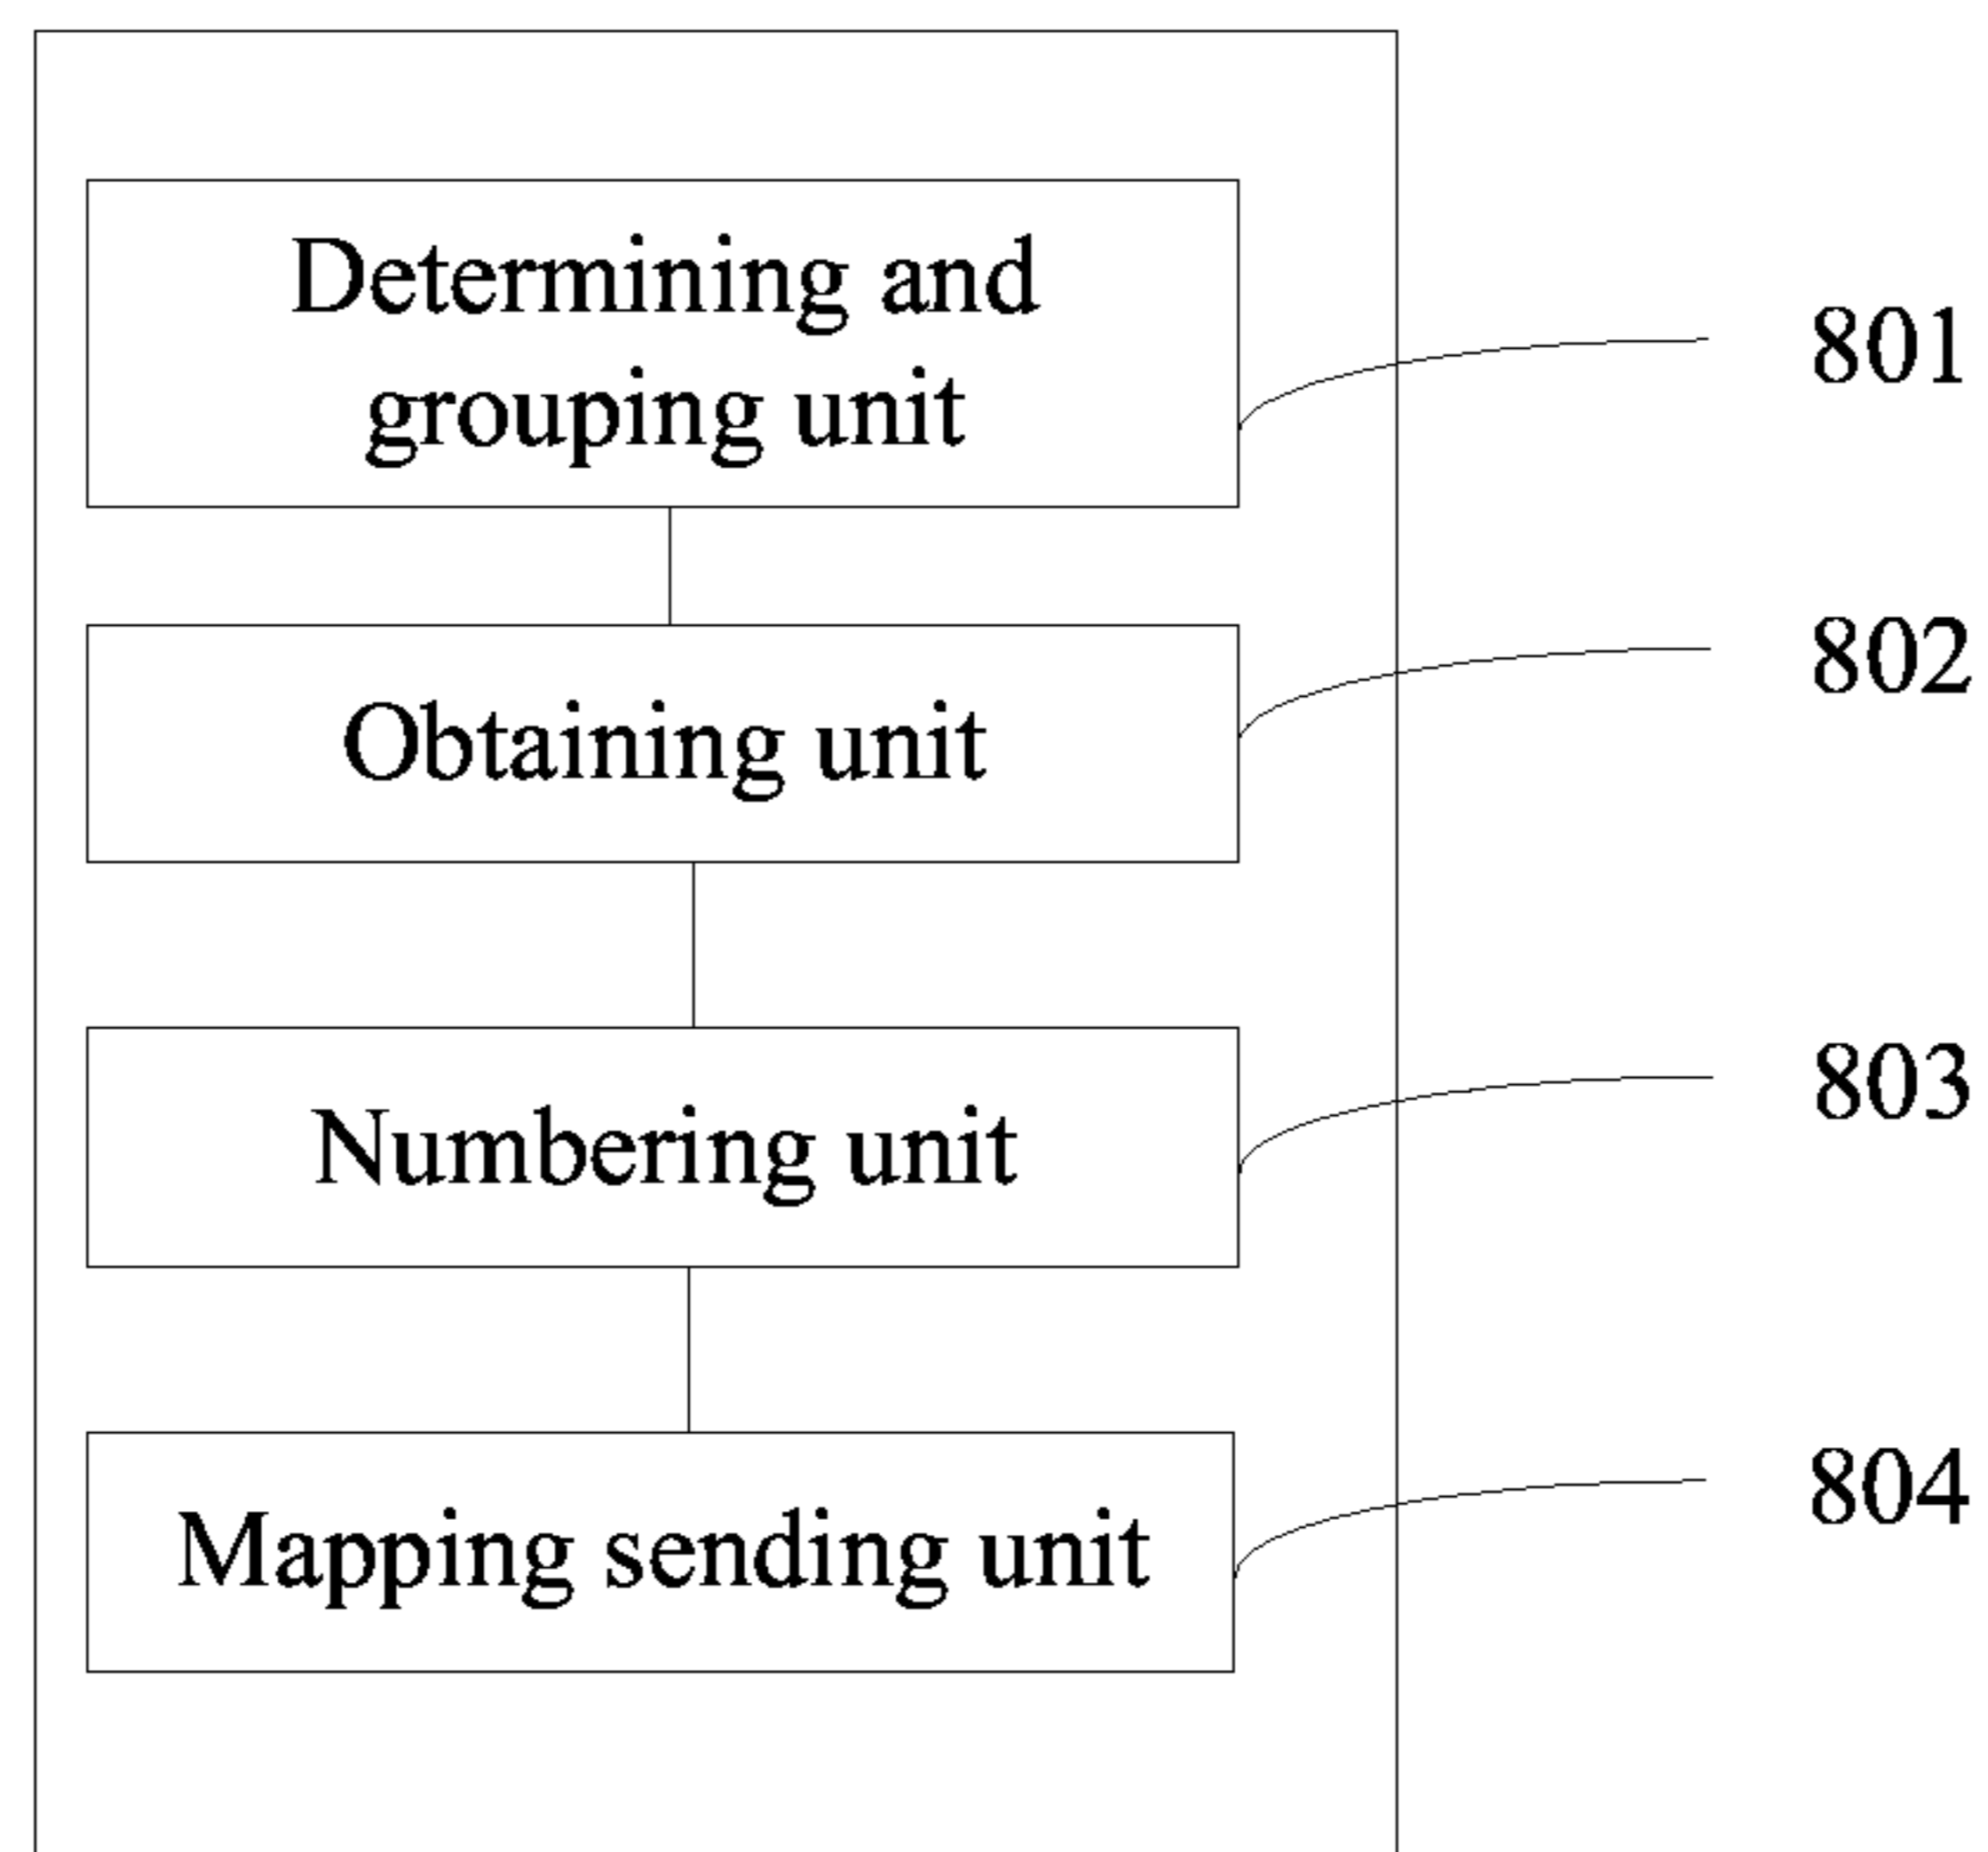 Determining and
grouping unit
801
Obtaining unit
802
Numbering unit
803
Mapping sending unit
804